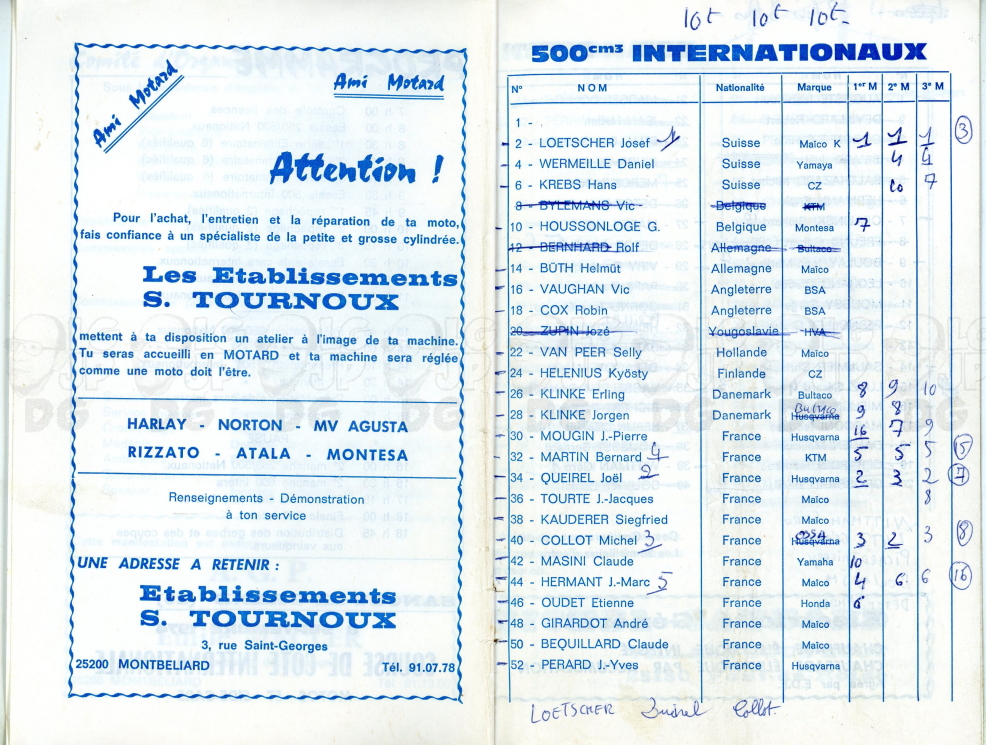 Ami Motard
Ami Motard
Attention !
Pour l'achat, l'entretien et la réparation de ta moto,
fais confiance à un spécialiste de la petite et grosse cylindrée.
Les Etablissements
S. TOURNOUX
mettent à ta disposition un atelier à l'image de ta machine.
Tu seras accueilli en MOTARD et ta machine sera réglée
comme une moto doit l'être.
HARLAY - NORTON - MV AGUSTA
RIZZATO - ATALA - MONTESA
Renseignements - Démonstration
à ton service
UNE ADRESSE A RETENIR :
Etablissements
S. TOURNOUX
3, rue Saint-Georges
25200 MONTBELIARD Tél. 91.07.78
10t 10t 10t
500cm3 INTERNATIONAUX
N° NOM Nationalité Marque 1er M 2e M 3e M
1 -
2 - LOETSCHER Josef 1 Suisse Maïco K 1 1 1 3
4 - WERMEILLE Daniel Suisse Yamaya 4 4
6 - KREBS Hans Suisse CZ 10 7
8 - BYLEMANS Vic - Belgique KTM
10 - HOUSSONLOGE G. Belgique Montesa 7
12 - BERNHARD Rolf Allemagne Bultaco
14 - BÜTH Helmüt Allemagne Maïco
16 - VAUGHAN Vic Angleterre BSA
18 - COX Robin Angleterre BSA
20 - ZUPIN Jozé Yougoslavie HVA
22 - VAN PEER Selly Hollande Maïco
24 - HELENIUS Kyösty Finlande CZ
26 - KLINKE Erling Danemark Bultaco 8 9 10
28 - KLINKE Jorgen Danemark Bultaco Husqvarna 9 8
30 - MOUGIN J.-Pierre France Husqvarna 16 7 9
32 - MARTIN Bernard 4 France KTM 5 5 5 15
34 - QUEIREL Joël 2 France Husqvarna 2 3 2 7
36 - TOURTE J.-Jacques France Maïco 8
38 - KAUDERER Siegfried France Maïco
40 - COLLOT Michel 3 France OSSA Husqvarna 3 2 3 8
42 - MASINI Claude France Yamaha 10
44 - HERMANT J.-Marc 5 France Maïco 4 6 6 16
46 - OUDET Etienne France Honda 6
48 - GIRARDOT André France Maïco
50 - BEQUILLARD Claude France Maïco
52 - PERARD J.-Yves France Husqvarna
LOETSCHER Collot